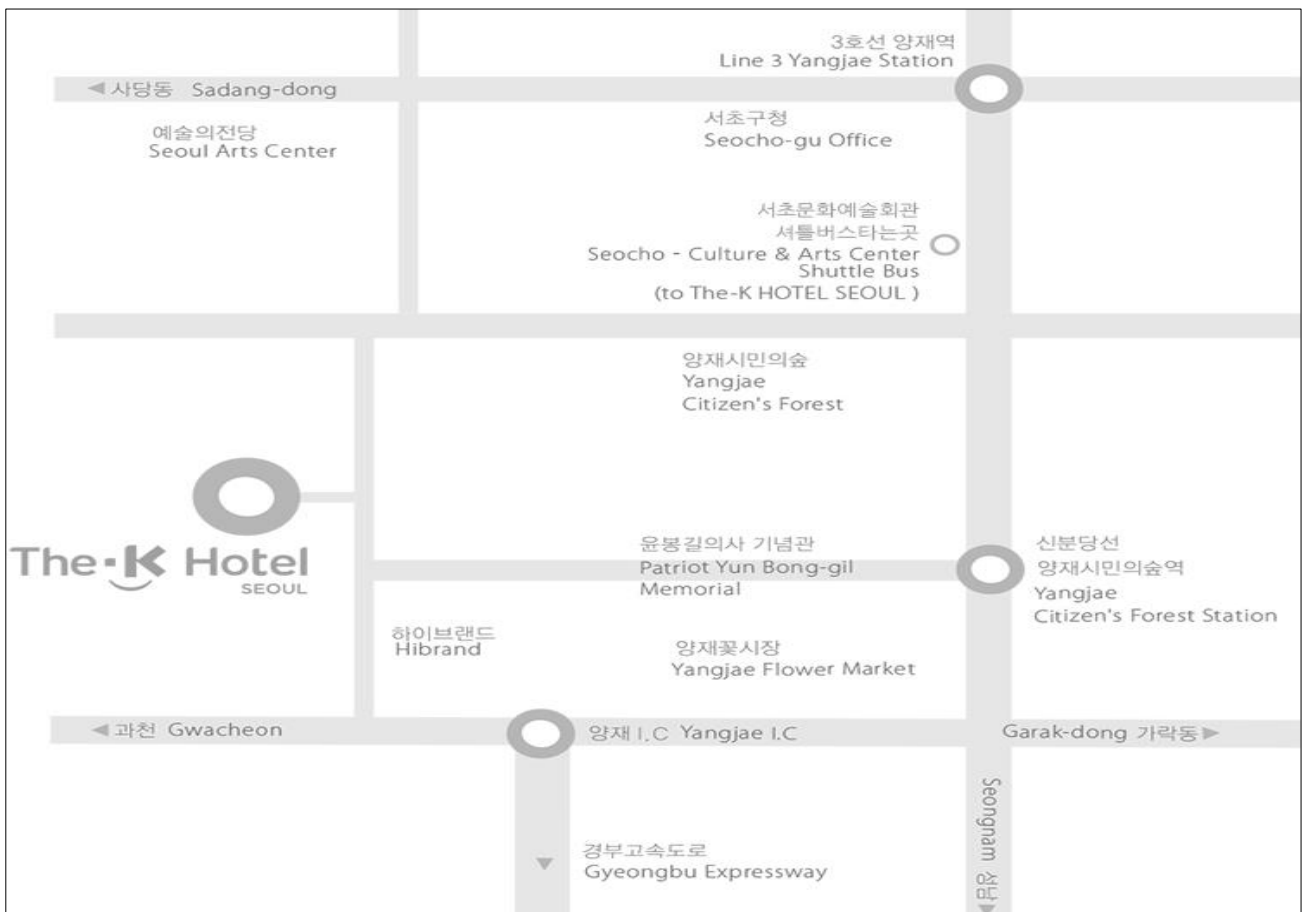 3호선 양재역
Line 3 Yangjae Station
◀ 사당동 Sadang-dong
예술의전당
Seoul Arts Center
서초구청
Seocho-gu Office
서초문화예술회관
셔틀버스타는곳
Seocho - Culture & Arts Center
Shuttle Bus
(to The-K HOTEL SEOUL )
양재시민의숲
Yangjae
Citizen's Forest
The-K Hotel
SEOUL
윤봉길의사 기념관
Patriot Yun Bong-gil
Memorial
신분당선
양재시민의숲역
Yangjae
Citizen's Forest Station
하이브랜드
Hibrand
양재꽃시장
Yangjae Flower Market
◀ 과천 Gwacheon
양재 I.C Yangjae I.C
Garak-dong 가락동 ▶
Seongnam 성남 ▶
경부고속도로
Gyeongbu Expressway